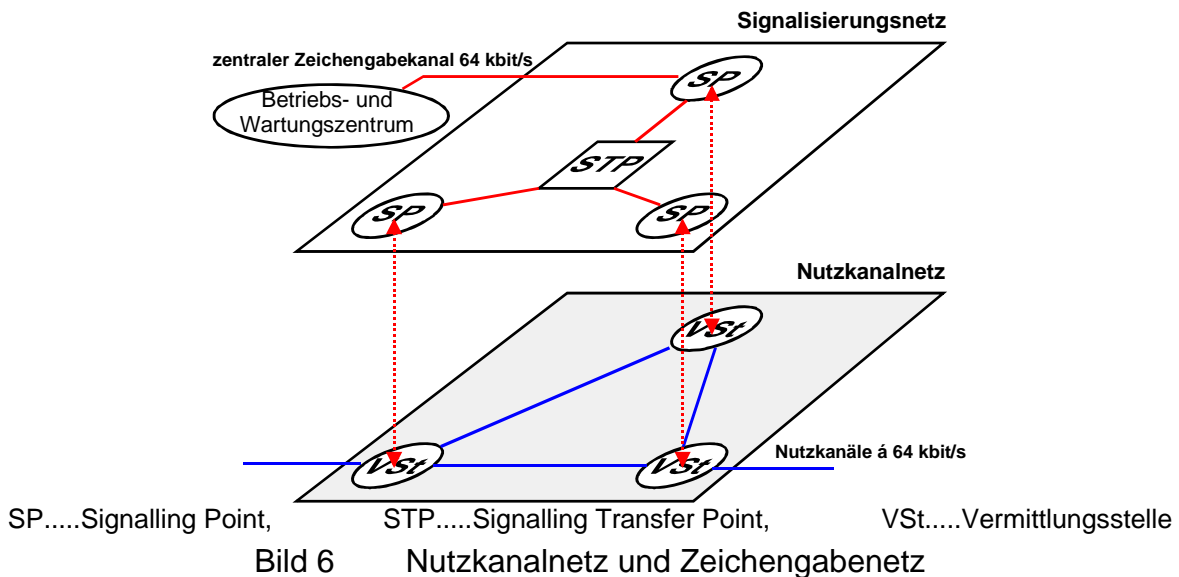 Signalisierungsnetz
zentraler Zeichengabekanal 64 kbit/s
SP
Betriebs- und
Wartungszentrum
STP
SP
SP
Nutzkanalnetz
VSt
Nutzkanäle á 64 kbit/s
VSt
VSt
SP.....Signalling Point, STP.....Signalling Transfer Point, VSt.....Vermittlungsstelle
Bild 6 Nutzkanalnetz und Zeichengabenetz